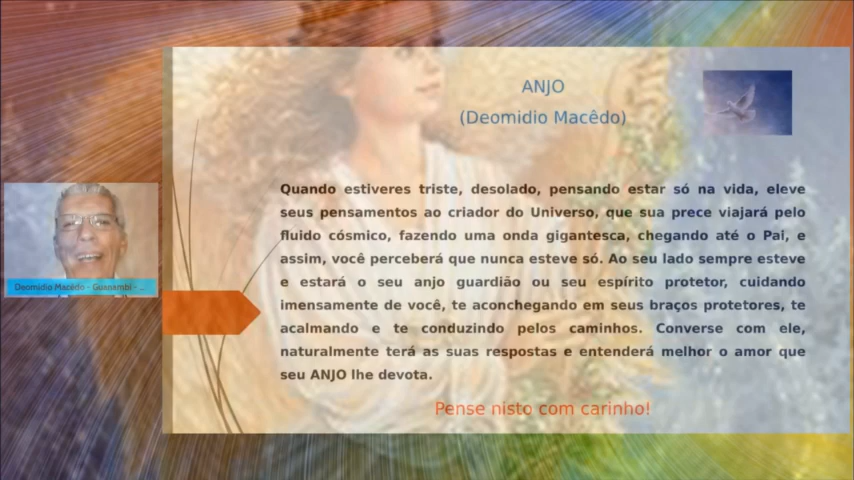 ANJO
(Deomidio Macêdo)
Quando estiveres triste, desolado, pensando estar só na vida, eleve
seus pensamentos ao criador do Universo, que sua prece viajará pelo
fluido cósmico, fazendo uma onda gigantesca, chegando até o Pai, e
assim, você perceberá que nunca esteve só. Ao seu lado sempre esteve
e estará o seu anjo guardião ou seu espírito protetor, cuidando
imensamente de você, te aconchegando em seus braços protetores, te
acalmando e te conduzindo pelos caminhos. Converse com ele,
naturalmente terá as suas respostas e entenderá melhor o amor que
seu ANJO lhe devota.
Pense nisto com carinho!
Deomidio Macêdo - Guanambi - ...